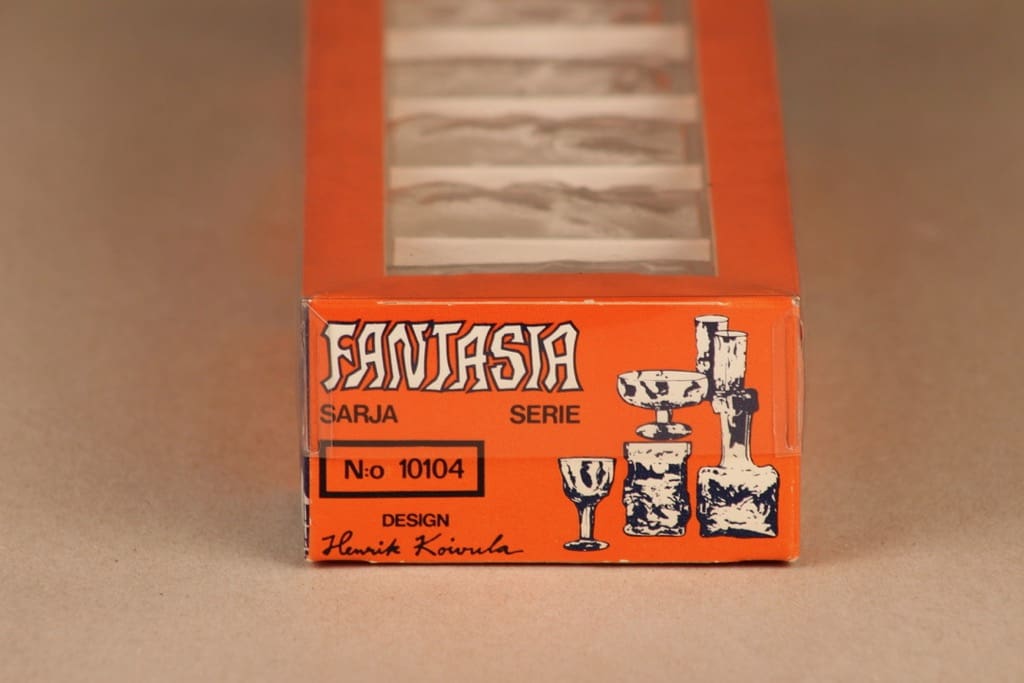 FANTASIA
SARJA SERIE
N:o 10104
DESIGN
Henrik Koivula